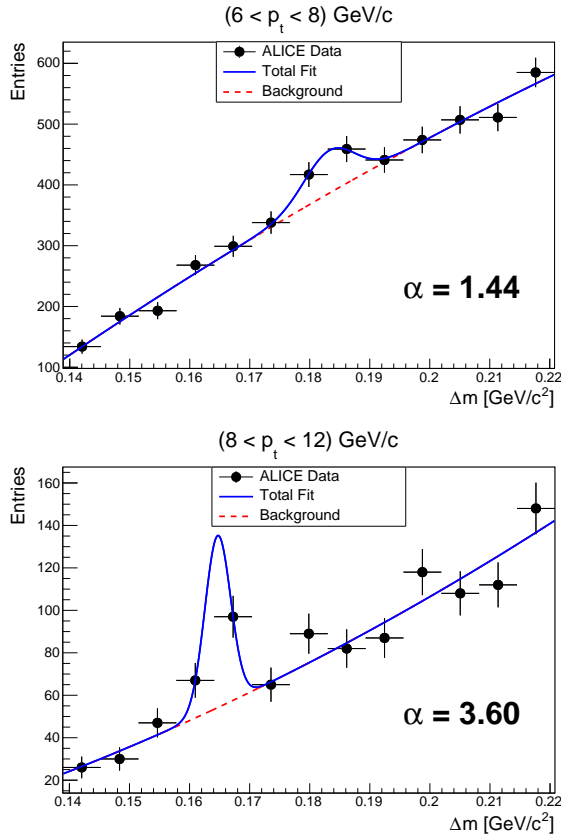 (6 < pt < 8) GeV/c
ALICE Data
Total Fit
Background
Entries
600
500
400
300
200
100
α = 1.44
0.14 0.15 0.16 0.17 0.18 0.19 0.2 0.21 0.22
Δm [GeV/c²]
(8 < pt < 12) GeV/c
ALICE Data
Total Fit
Background
Entries
160
140
120
100
80
60
40
20
α = 3.60
0.14 0.15 0.16 0.17 0.18 0.19 0.2 0.21 0.22
Δm [GeV/c²]